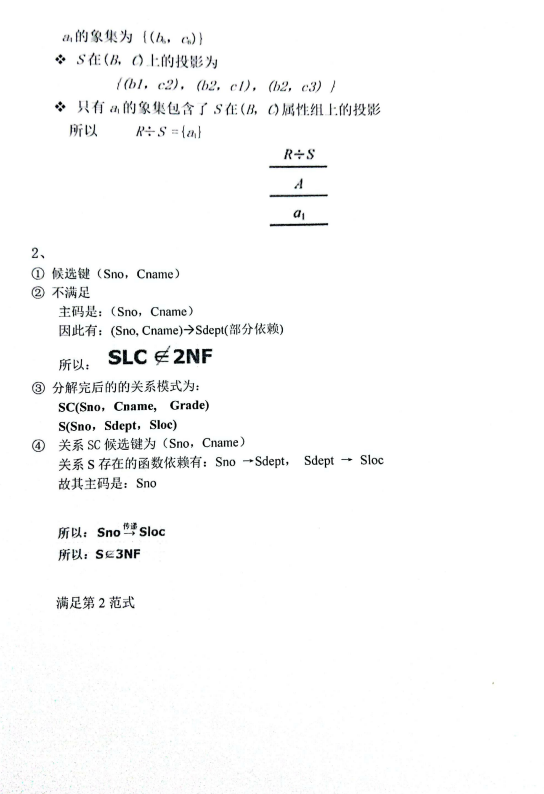 a₄的象集为 {(b₆, c₆)}
❖ S在(B, C)上的投影为
{(b1, c2), (b2, c1), (b2, c3) }
❖ 只有 a₁的象集包含了 S在(B, C)属性组上的投影
所以 R÷S ={a₁}
R÷S
A
a₁
2、
① 候选键（Sno，Cname）
② 不满足
主码是：（Sno，Cname）
因此有：(Sno, Cname)→Sdept(部分依赖)
所以： SLC ∉ 2NF
③ 分解完后的的关系模式为：
SC(Sno，Cname, Grade)
S(Sno，Sdept，Sloc)
④ 关系 SC 候选键为（Sno，Cname）
关系 S 存在的函数依赖有：Sno →Sdept， Sdept → Sloc
故其主码是：Sno
所以：Sno 传递→ Sloc
所以：S∉3NF
满足第 2 范式